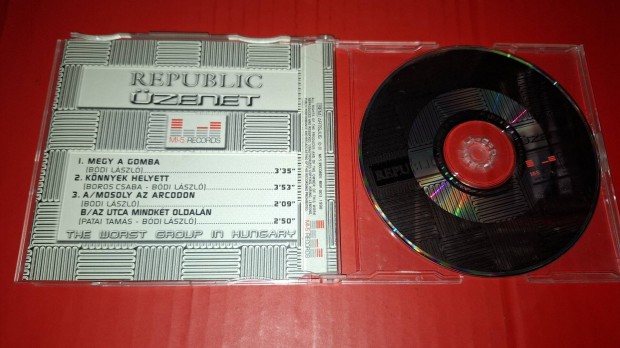 REPUBLIC
ÜZENET
MI-5 RECORDS
1. MEGY A GOMBA
(BÓDI LÁSZLÓ) 3'35"
2. KÖNNYEK HELYETT
(BOROS CSABA - BÓDI LÁSZLÓ) 3'53"
3. A/MOSOLY AZ ARCODON
(BÓDI LÁSZLÓ) 2'09"
B/AZ UTCA MINDKÉT OLDALÁN
(PATAI TAMÁS - BÓDI LÁSZLÓ) 2'50"
THE WORST GROUP IN HUNGARY
REPUBLIC